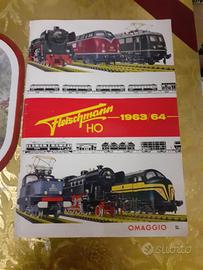 Fleischmann
HO
1963/64
OMAGGIO
subito